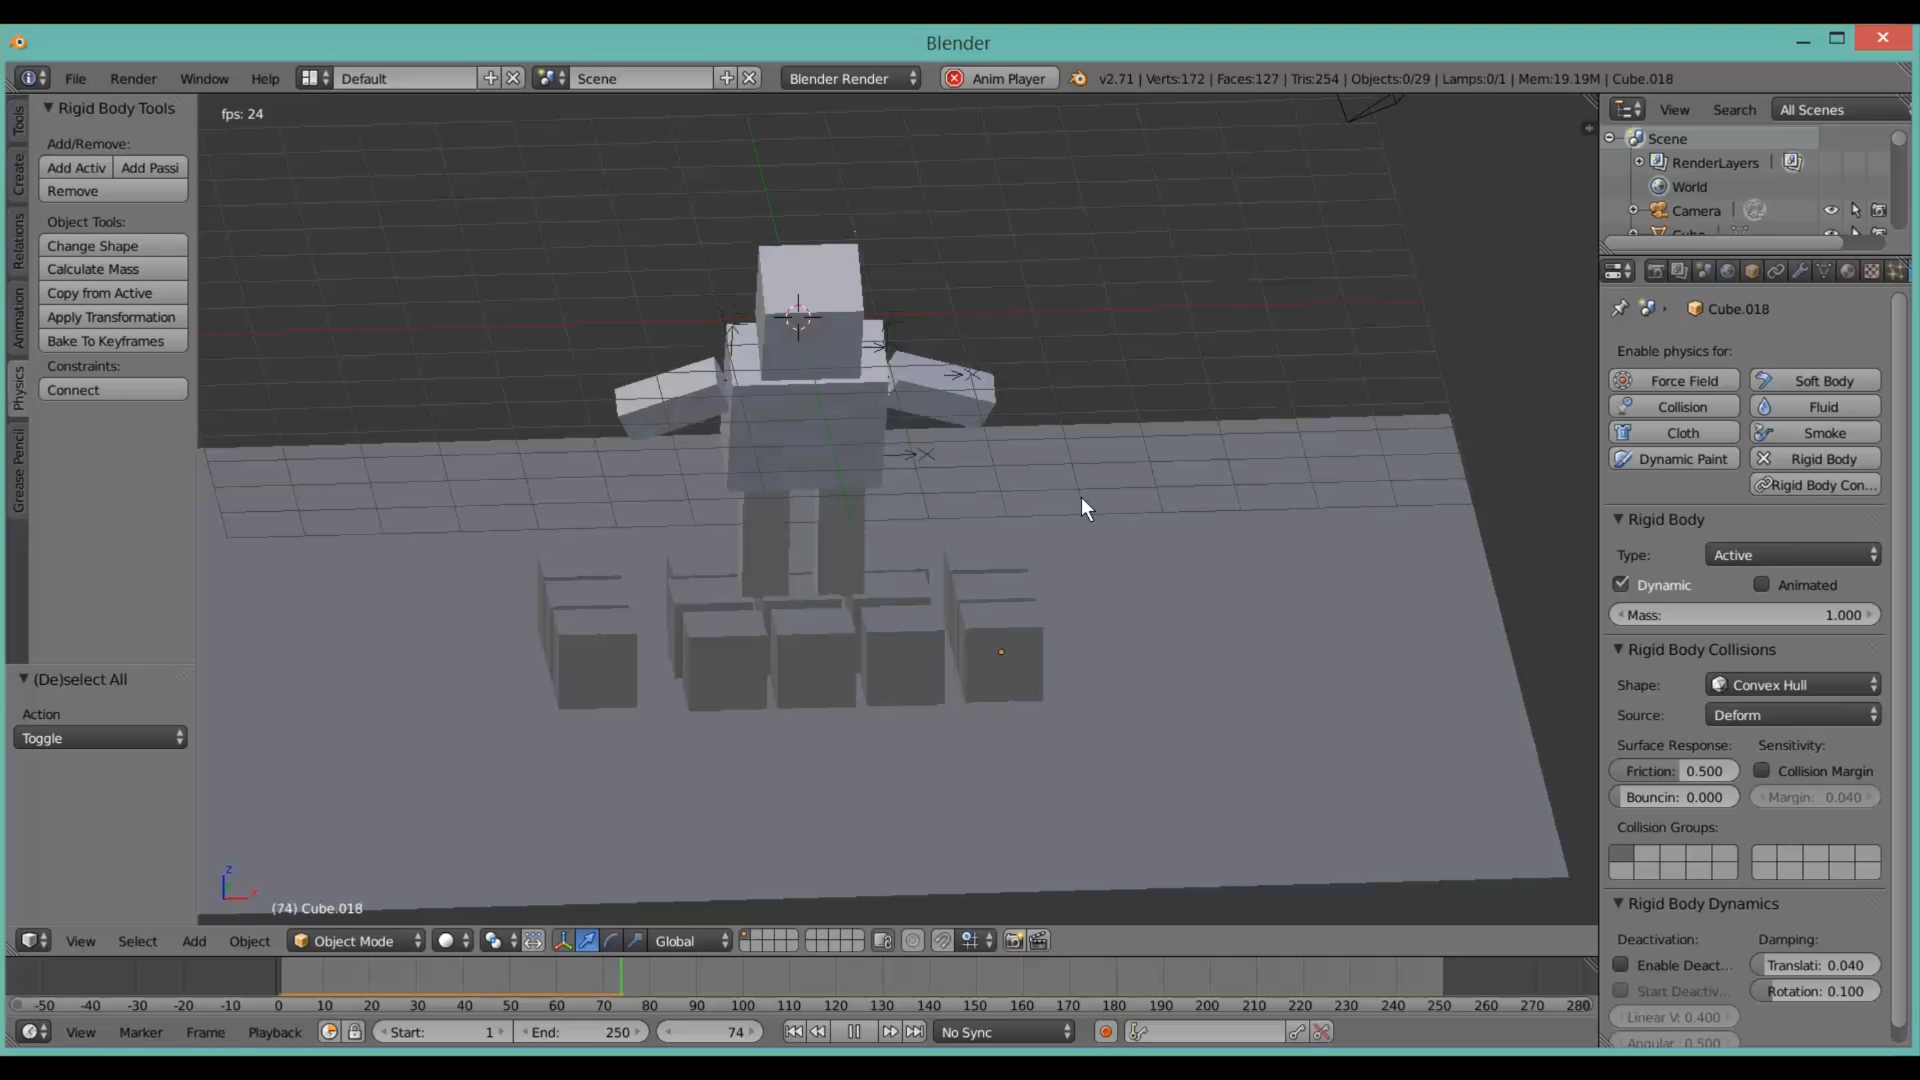 Blender
File Render Window Help Default Scene Blender Render Anim Player v2.71 | Verts:172 | Faces:127 | Tris:254 | Objects:0/29 | Lamps:0/1 | Mem:19.19M | Cube.018
Tools
Create
Relations
Animation
Physics
Grease Pencil
Rigid Body Tools
Add/Remove:
Add Activ Add Passi
Remove
Object Tools:
Change Shape
Calculate Mass
Copy from Active
Apply Transformation
Bake To Keyframes
Constraints:
Connect
(De)select All
Action
Toggle
fps: 24
z
x
(74) Cube.018
View Search All Scenes
Scene
RenderLayers
World
Camera
Cube.018
Enable physics for:
Force Field Soft Body
Collision Fluid
Cloth Smoke
Dynamic Paint Rigid Body
Rigid Body Con...
Rigid Body
Type: Active
Dynamic Animated
Mass: 1.000
Rigid Body Collisions
Shape: Convex Hull
Source: Deform
Surface Response: Sensitivity:
Friction: 0.500 Collision Margin
Bouncin: 0.000 Margin: 0.040
Collision Groups:
Rigid Body Dynamics
Deactivation: Damping:
Enable Deact... Translati: 0.040
Start Deactiv... Rotation: 0.100
Linear V: 0.400
Angular: 0.500
View Select Add Object Object Mode Global
-50 -40 -30 -20 -10 0 10 20 30 40 50 60 70 80 90 100 110 120 130 140 150 160 170 180 190 200 210 220 230 240 250 260 270 280
View Marker Frame Playback Start: 1 End: 250 74 No Sync